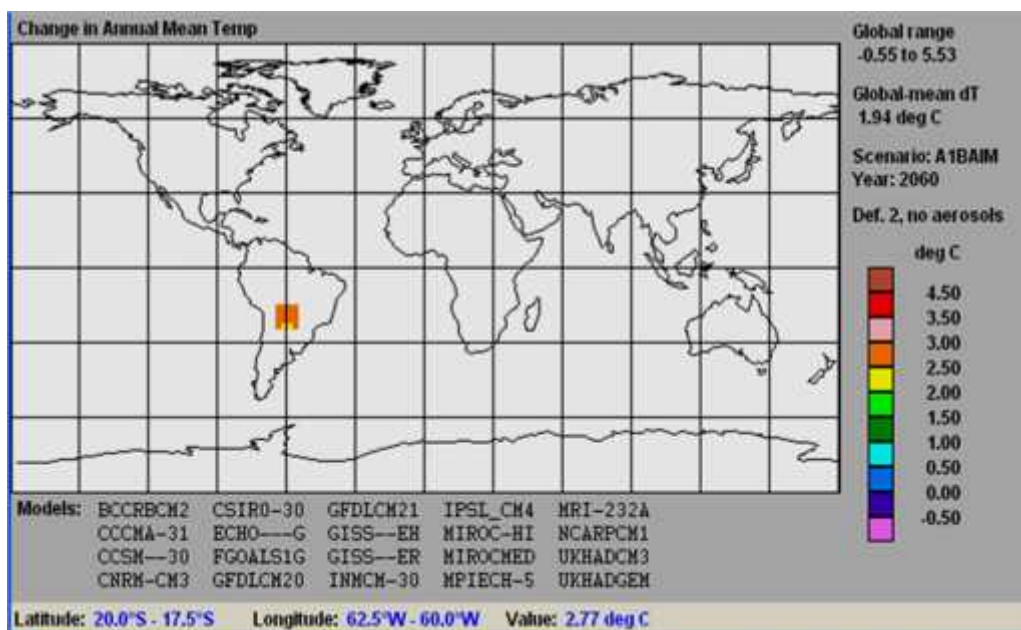 Change in Annual Mean Temp
Global range
-0.55 to 5.53
Global-mean dT
1.94 deg C
Scenario: A1BAIM
Year: 2060
Def. 2, no aerosols
deg C
4.50
3.50
3.00
2.50
2.00
1.50
1.00
0.50
0.00
-0.50
Models: BCCRBCM2 CSIR0-30 GFDLCM21 IPSL_CM4 MRI-232A
CCCMA-31 ECHO---G GISS--EH MIROC-HI NCARPCM1
CCSM--30 FGOALS1G GISS--ER MIROCMED UKHADCM3
CNRM-CM3 GFDLCM20 INMCM-30 MPIECH-5 UKHADGEM
Latitude: 20.0°S - 17.5°S Longitude: 62.5°W - 60.0°W Value: 2.77 deg C